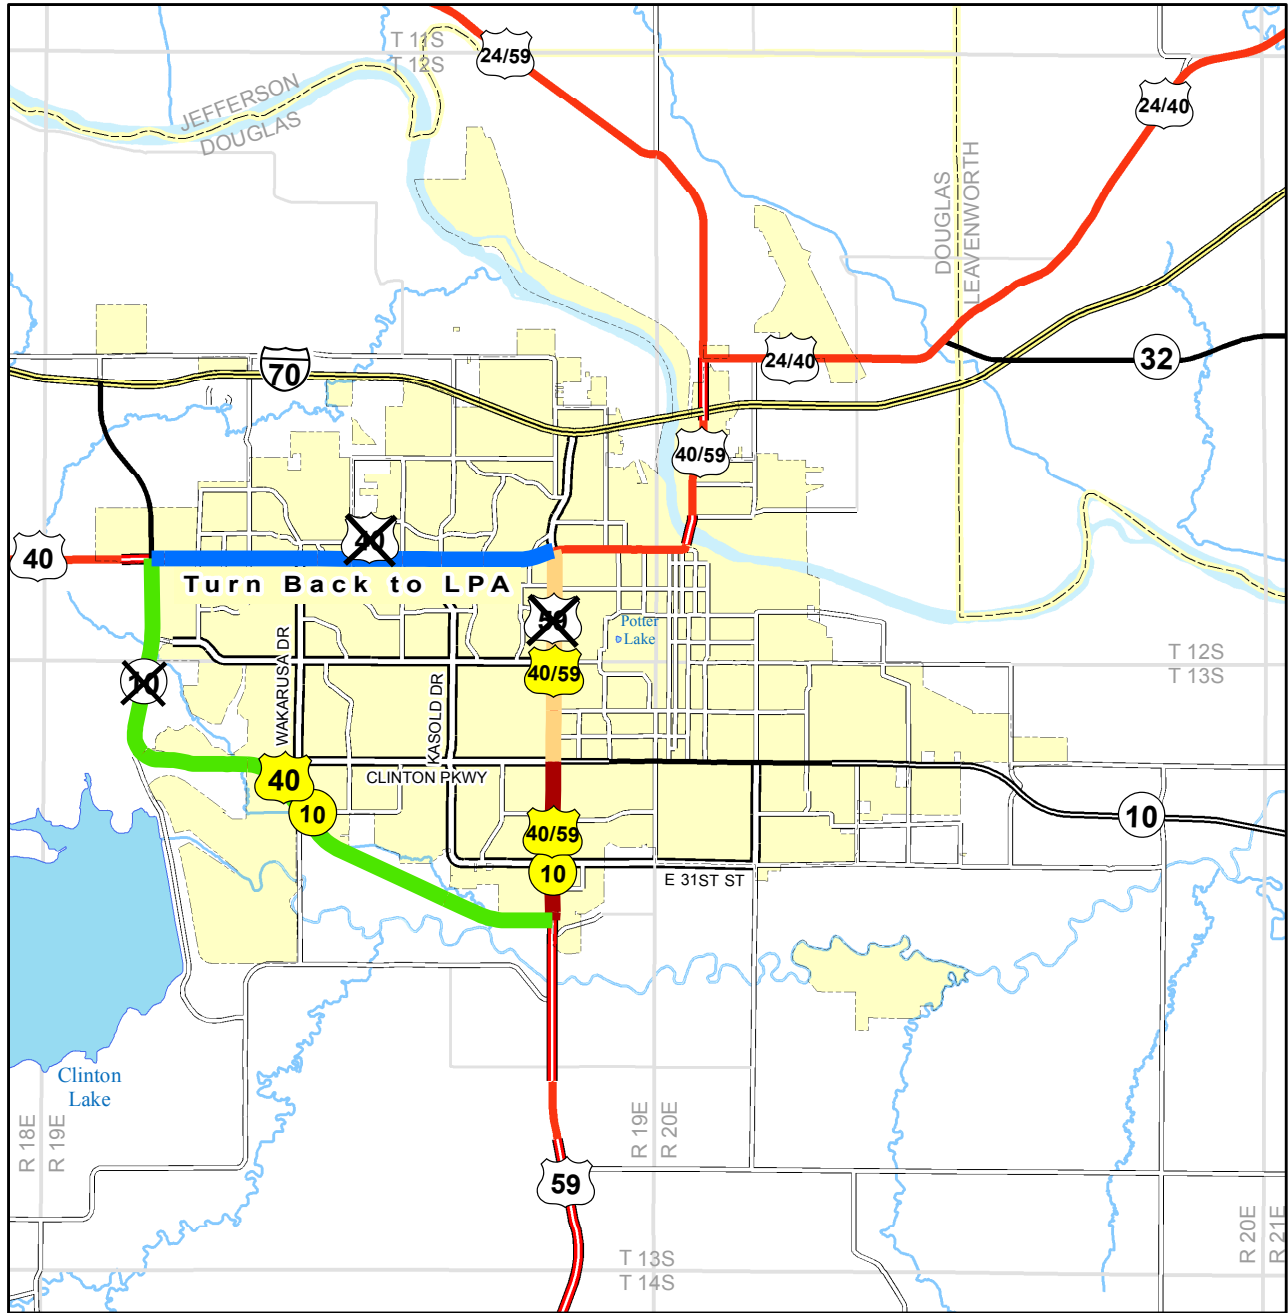 T 11S
T 12S
24/59
24/40
JEFFERSON
DOUGLAS
DOUGLAS
LEAVENWORTH
70
24/40
32
40/59
40
40
Turn Back to LPA
59
Potter
Lake
40/59
T 12S
T 13S
10
WAKARUSA DR
KASOLD DR
40
CLINTON PKWY
10
40/59
10
10
E 31ST ST
Clinton
Lake
R 18E
R 19E
R 19E
R 20E
59
R 20E
R 21E
T 13S
T 14S